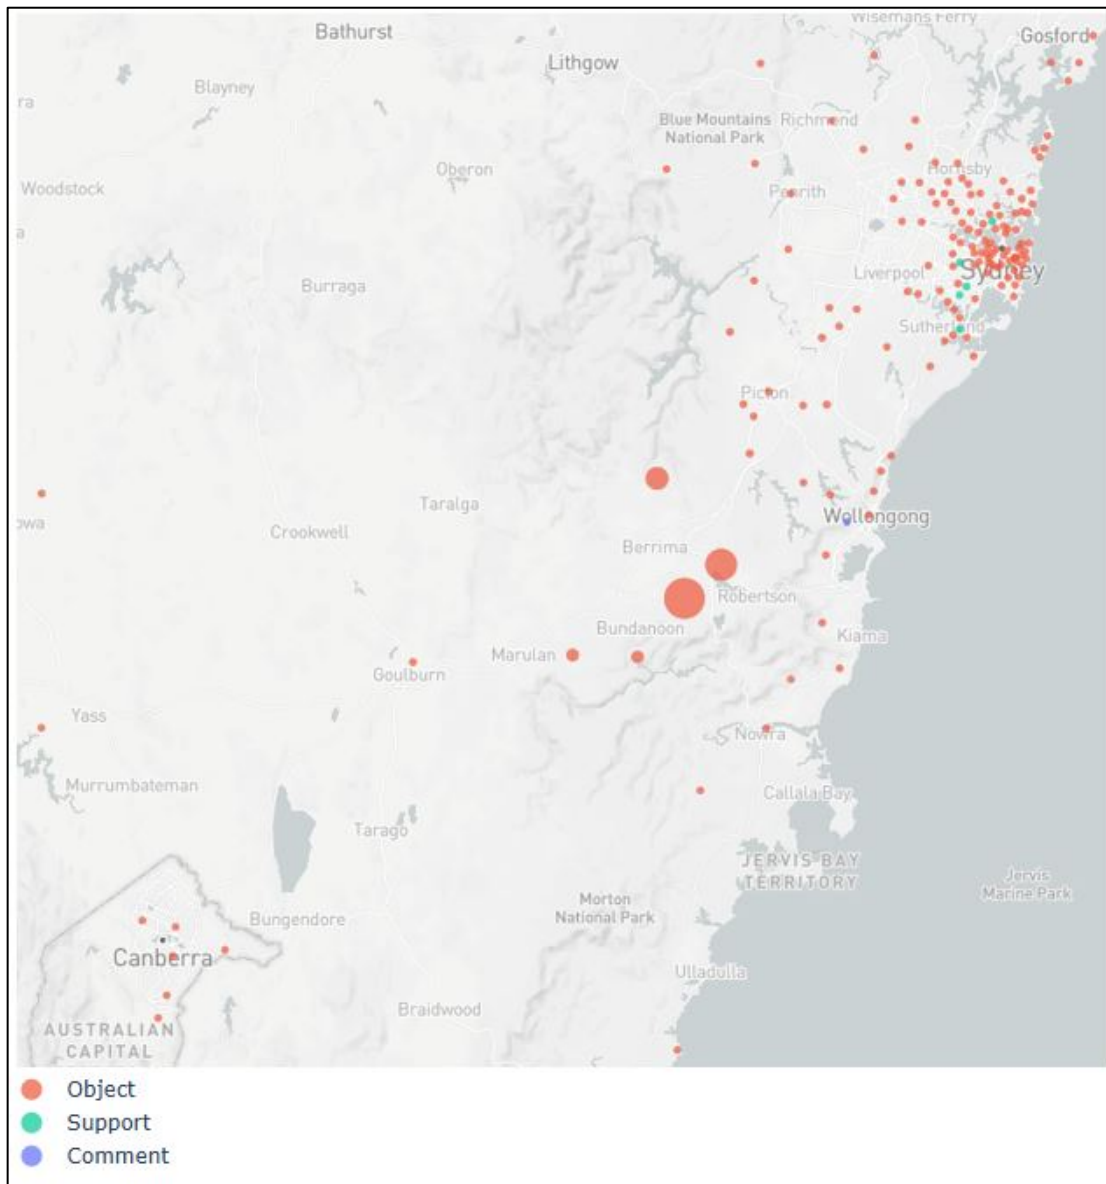 Wisemans Ferry
Bathurst
Gosford
Lithgow
Blayney
ra
Blue Mountains
National Park
Richmond
Hornsby
Oberon
Woodstock
Penrith
a
Burraga
Liverpool
Sydney
Sutherland
Picton
Taralga
owa
Crookwell
Wollongong
Berrima
Robertson
Bundanoon
Kiama
Marulan
Goulburn
Yass
Nowra
Murrumbateman
Callala Bay
Tarago
JERVIS BAY
TERRITORY
Jervis
Marine Park
Morton
National Park
Bungendore
Canberra
Ulladulla
Braidwood
AUSTRALIAN
CAPITAL
Object
Support
Comment